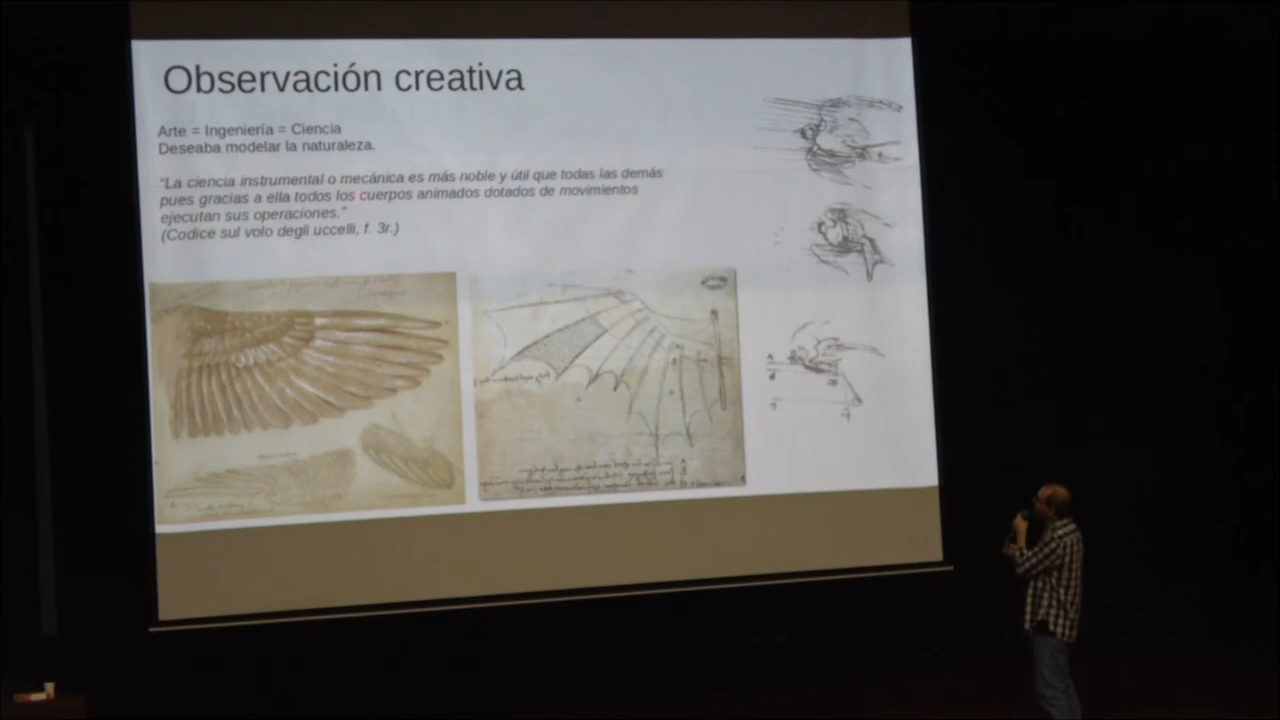 Observación creativa
Arte = Ingeniería = Ciencia
Deseaba modelar la naturaleza.
"La ciencia instrumental o mecánica es más noble y útil que todas las demás
pues gracias a ella todos los cuerpos animados dotados de movimientos
ejecutan sus operaciones."
(Codice sul volo degli uccelli, f. 3r.)